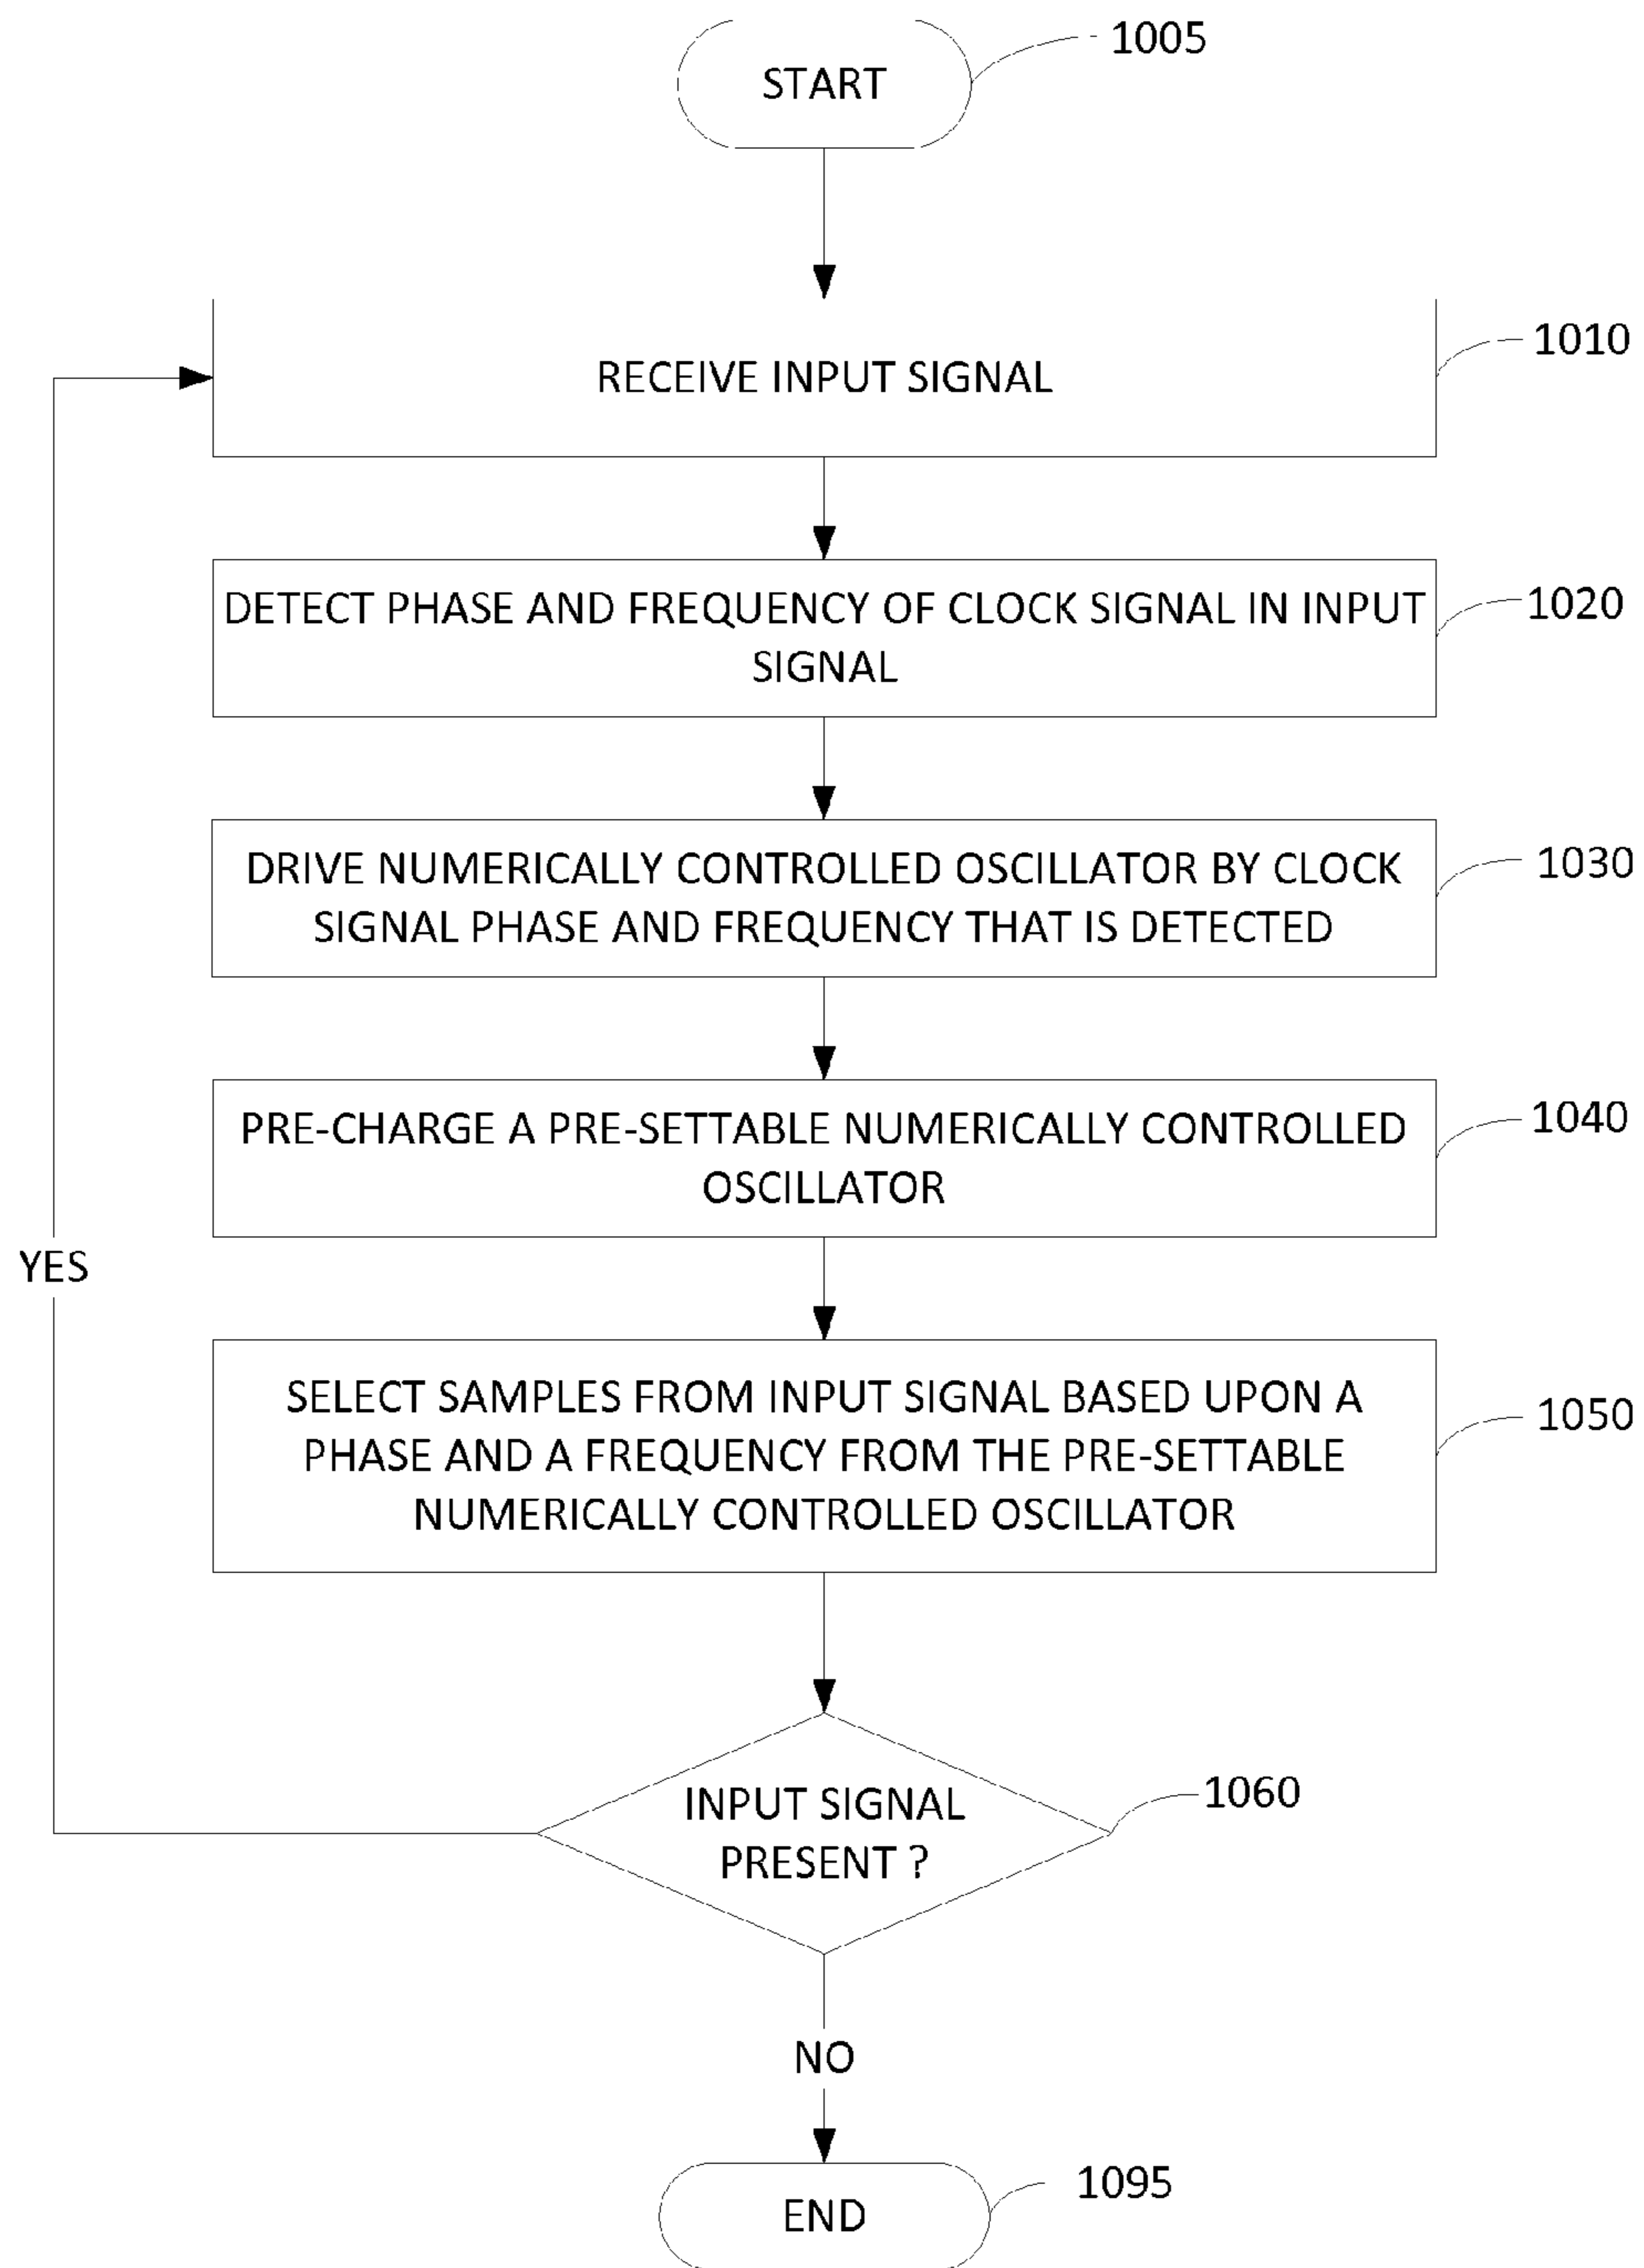 START
1005
RECEIVE INPUT SIGNAL
1010
DETECT PHASE AND FREQUENCY OF CLOCK SIGNAL IN INPUT
SIGNAL
1020
DRIVE NUMERICALLY CONTROLLED OSCILLATOR BY CLOCK
SIGNAL PHASE AND FREQUENCY THAT IS DETECTED
1030
PRE-CHARGE A PRE-SETTABLE NUMERICALLY CONTROLLED
OSCILLATOR
1040
YES
SELECT SAMPLES FROM INPUT SIGNAL BASED UPON A
PHASE AND A FREQUENCY FROM THE PRE-SETTABLE
NUMERICALLY CONTROLLED OSCILLATOR
1050
INPUT SIGNAL
PRESENT ?
1060
NO
END
1095